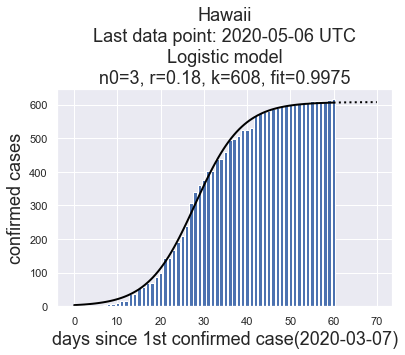 Hawaii
Last data point: 2020-05-06 UTC
Logistic model
n0=3, r=0.18, k=608, fit=0.9975
confirmed cases
600
500
400
300
200
100
0
0 10 20 30 40 50 60 70
days since 1st confirmed case(2020-03-07)